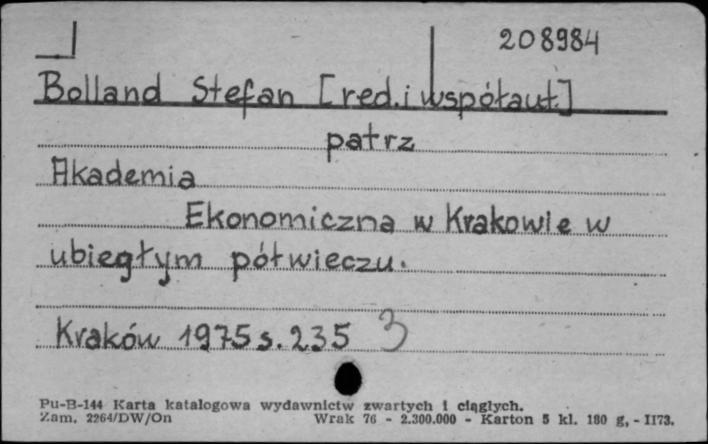 208984
Bolland Stefan [red. i współaut.]
patrz
Akademia
Ekonomiczna w Krakowie w
ubiegłym półwieczu.
Kraków 1975 s. 235 3
Pu-B-144 Karta katalogowa wydawnictw zwartych i ciągłych.
Zam. 2264/DW/On Wrak 76 - 2.300.000 - Karton 5 kl. 180 g, - II73.